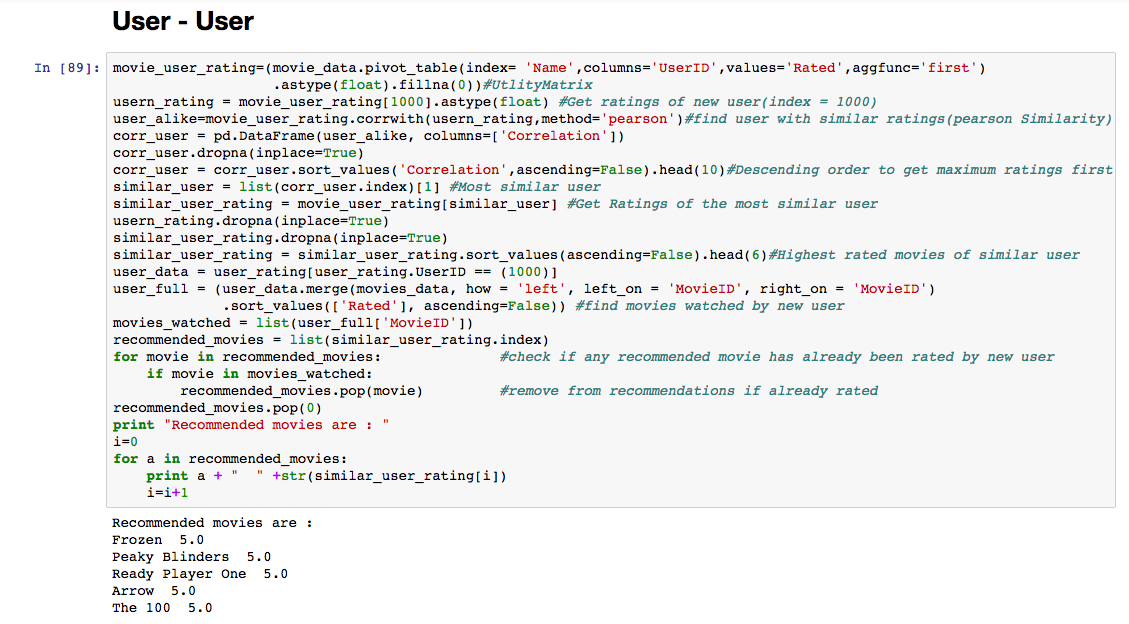 User - User
In [89]: movie_user_rating=(movie_data.pivot_table(index= 'Name',columns='UserID',values='Rated',aggfunc='first')
.astype(float).fillna(0))#UtlityMatrix
usern_rating = movie_user_rating[1000].astype(float) #Get ratings of new user(index = 1000)
user_alike=movie_user_rating.corrwith(usern_rating,method='pearson')#find user with similar ratings(pearson Similarity)
corr_user = pd.DataFrame(user_alike, columns=['Correlation'])
corr_user.dropna(inplace=True)
corr_user = corr_user.sort_values('Correlation',ascending=False).head(10)#Descending order to get maximum ratings first
similar_user = list(corr_user.index)[1] #Most similar user
similar_user_rating = movie_user_rating[similar_user] #Get Ratings of the most similar user
usern_rating.dropna(inplace=True)
similar_user_rating.dropna(inplace=True)
similar_user_rating = similar_user_rating.sort_values(ascending=False).head(6)#Highest rated movies of similar user
user_data = user_rating[user_rating.UserID == (1000)]
user_full = (user_data.merge(movies_data, how = 'left', left_on = 'MovieID', right_on = 'MovieID')
.sort_values(['Rated'], ascending=False)) #find movies watched by new user
movies_watched = list(user_full['MovieID'])
recommended_movies = list(similar_user_rating.index)
for movie in recommended_movies: #check if any recommended movie has already been rated by new user
if movie in movies_watched:
recommended_movies.pop(movie) #remove from recommendations if already rated
recommended_movies.pop(0)
print "Recommended movies are : "
i=0
for a in recommended_movies:
print a + "  " +str(similar_user_rating[i])
i=i+1
Recommended movies are :
Frozen  5.0
Peaky Blinders  5.0
Ready Player One  5.0
Arrow  5.0
The 100  5.0